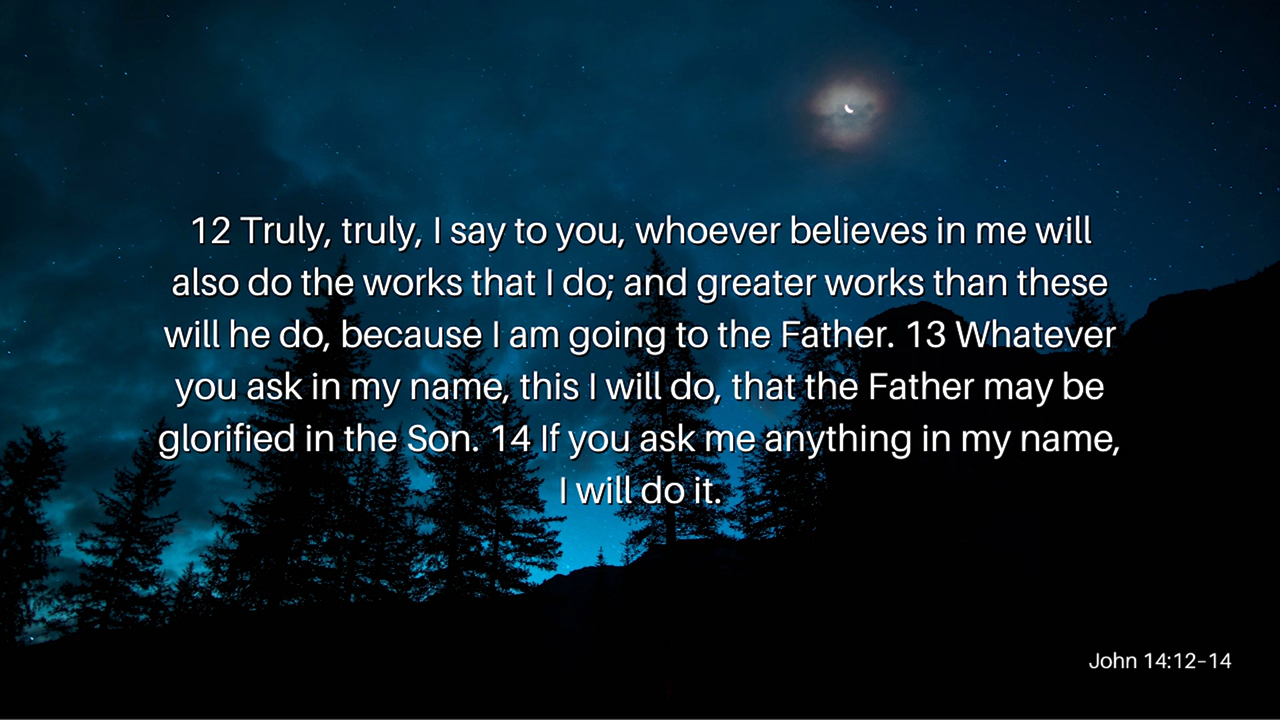 12 Truly, truly, I say to you, whoever believes in me will
also do the works that I do; and greater works than these
will he do, because I am going to the Father. 13 Whatever
you ask in my name, this I will do, that the Father may be
glorified in the Son. 14 If you ask me anything in my name,
I will do it.
John 14:12–14